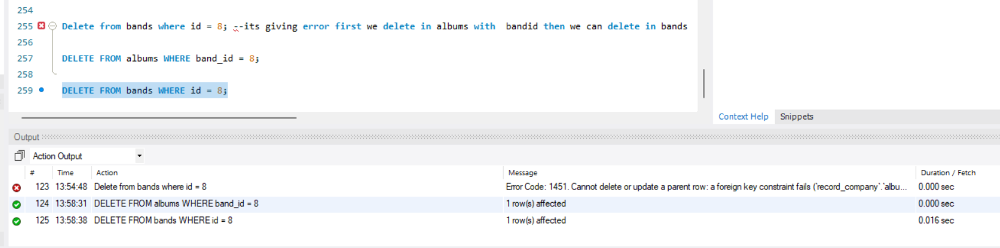 254
255 Delete from bands where id = 8; --its giving error first we delete in albums with  bandid then we can delete in bands
256
257 DELETE FROM albums WHERE band_id = 8;
258
259 DELETE FROM bands WHERE id = 8;
Context Help Snippets
Output
Action Output
# Time Action Message Duration / Fetch
123 13:54:48 Delete from bands where id = 8 Error Code: 1451. Cannot delete or update a parent row: a foreign key constraint fails (`record_company`.`albu... 0.000 sec
124 13:58:31 DELETE FROM albums WHERE band_id = 8 1 row(s) affected 0.000 sec
125 13:58:38 DELETE FROM bands WHERE id = 8 1 row(s) affected 0.016 sec